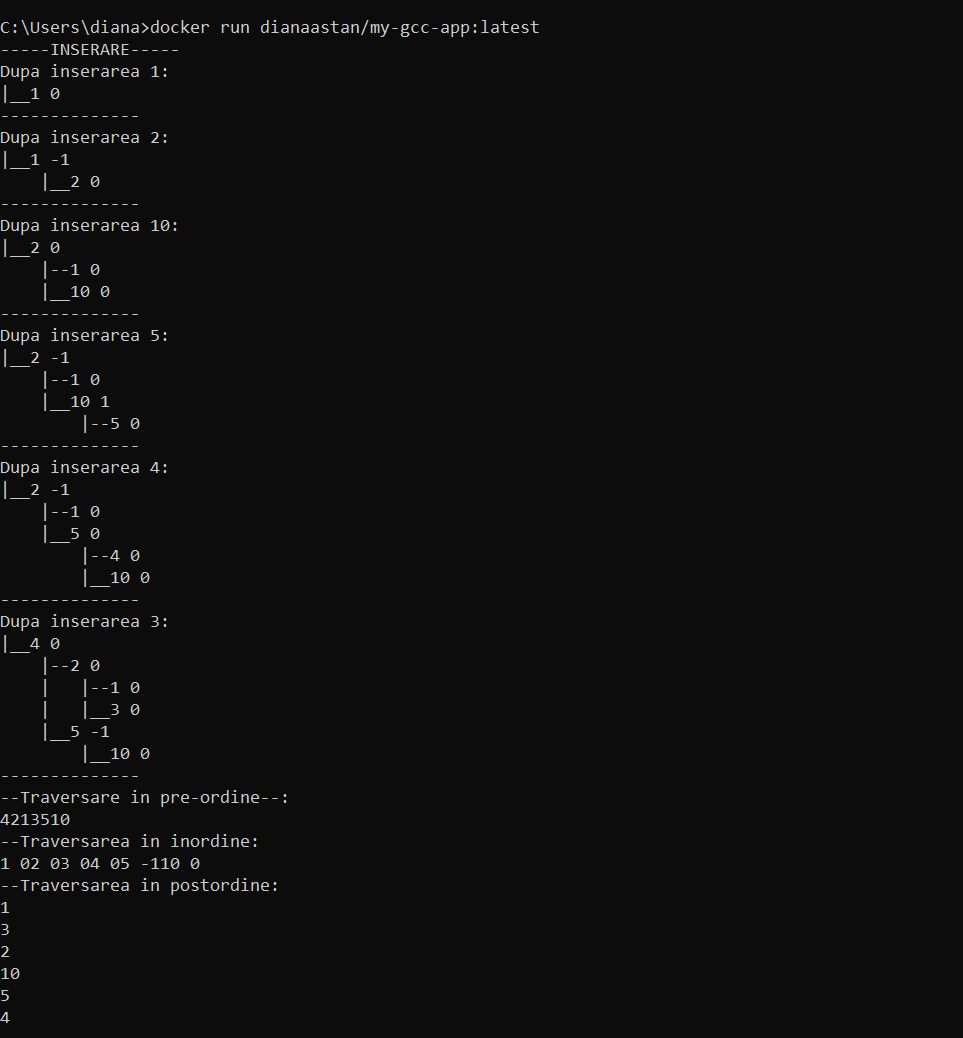 C:\Users\diana>docker run dianaastan/my-gcc-app:latest
-----INSERARE-----
Dupa inserarea 1:
|__1 0
--------------
Dupa inserarea 2:
|__1 -1
    |__2 0
--------------
Dupa inserarea 10:
|__2 0
    |--1 0
    |__10 0
--------------
Dupa inserarea 5:
|__2 -1
    |--1 0
    |__10 1
        |--5 0
--------------
Dupa inserarea 4:
|__2 -1
    |--1 0
    |__5 0
        |--4 0
        |__10 0
--------------
Dupa inserarea 3:
|__4 0
    |--2 0
    |   |--1 0
    |   |__3 0
    |__5 -1
        |__10 0
--------------
--Traversare in pre-ordine--:
4213510
--Traversarea in inordine:
1 02 03 04 05 -110 0
--Traversarea in postordine:
1
3
2
10
5
4